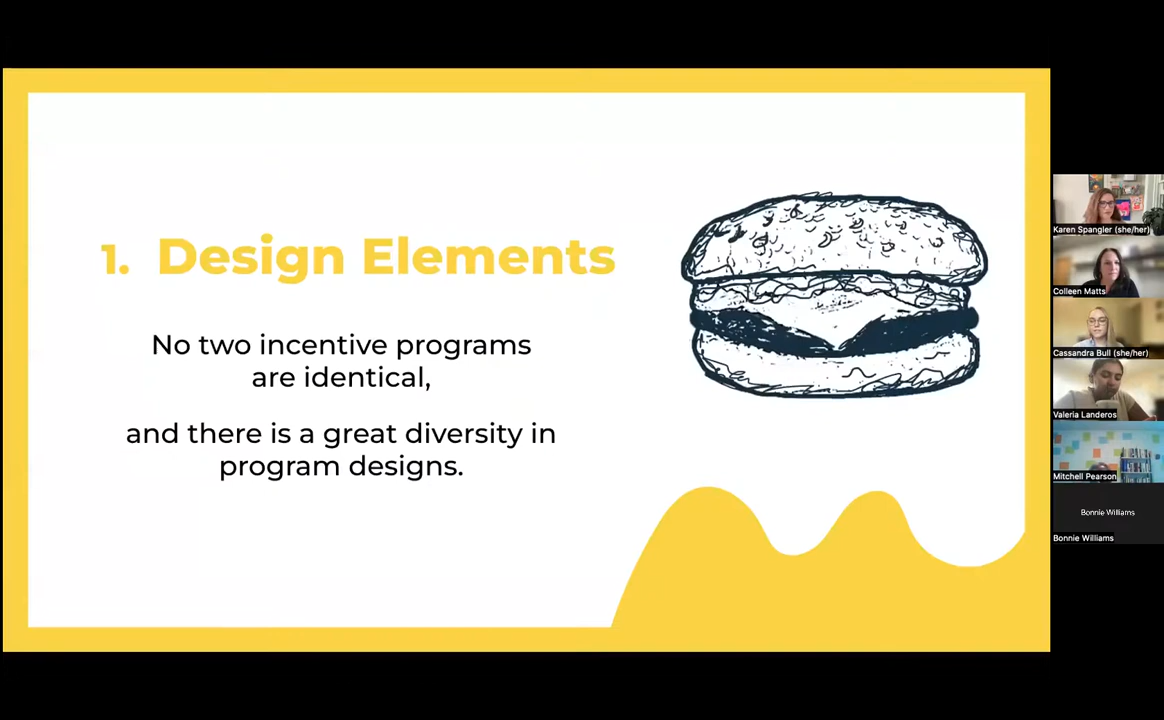 1. Design Elements
No two incentive programs
are identical,
and there is a great diversity in
program designs.
Karen Spangler (she/her)
Colleen Matts
Cassandra Bull (she/her)
Valeria Landeros
Mitchell Pearson
Bonnie Williams
Bonnie Williams